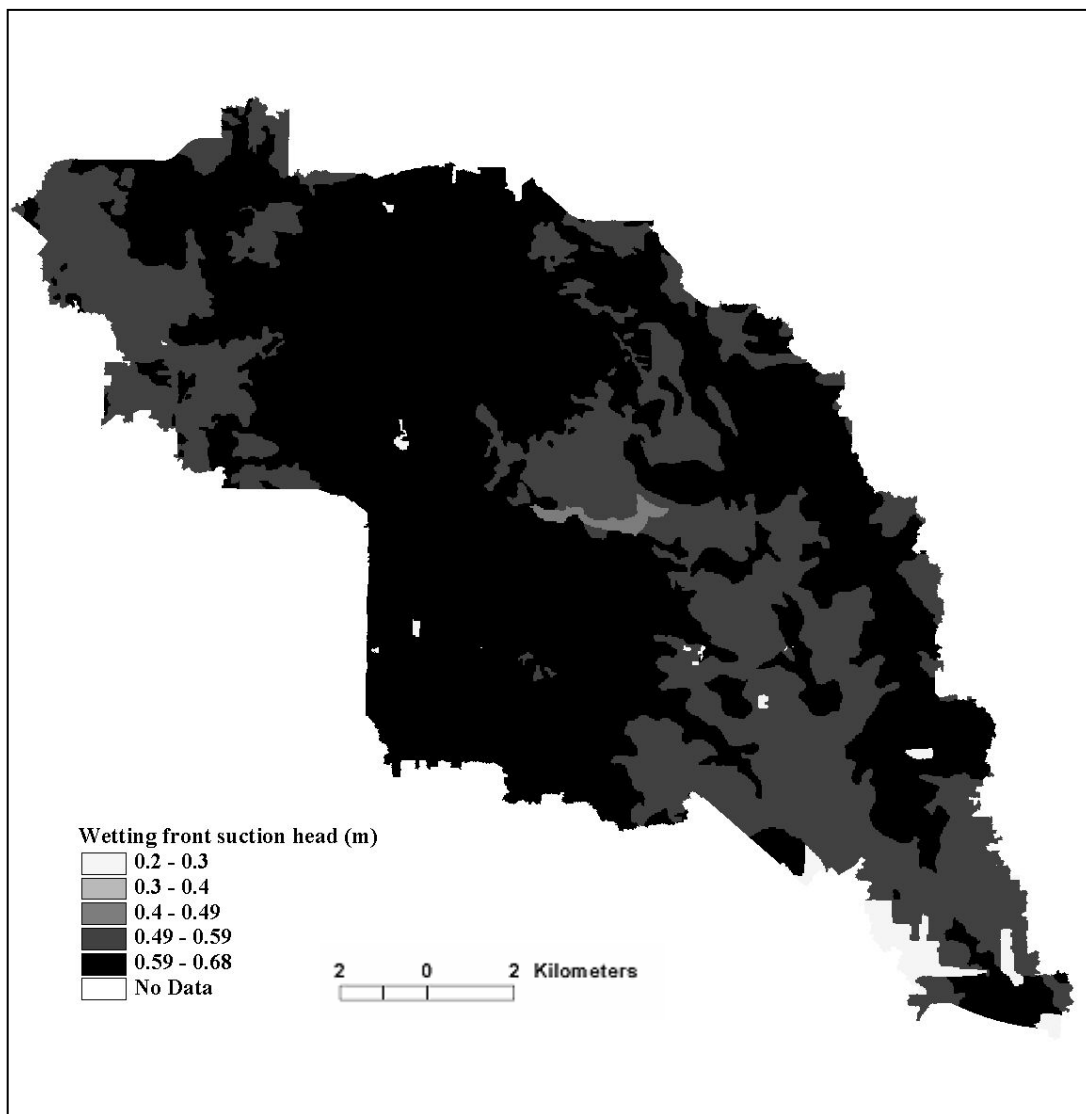 Wetting front suction head (m)
0.2 - 0.3
0.3 - 0.4
0.4 - 0.49
0.49 - 0.59
0.59 - 0.68
No Data
2 0 2 Kilometers